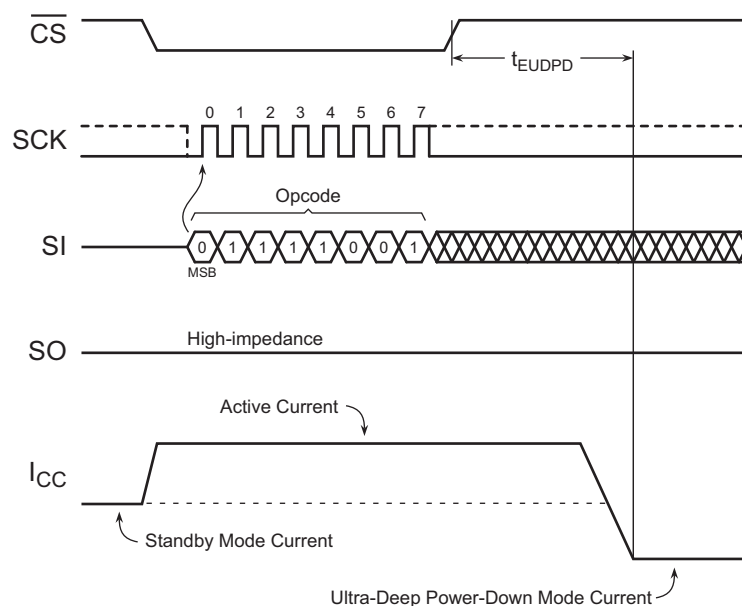 CS
tEUDPD
0 1 2 3 4 5 6 7
SCK
Opcode
SI
0 1 1 1 1 0 0 1
MSB
High-impedance
SO
Active Current
ICC
Standby Mode Current
Ultra-Deep Power-Down Mode Current